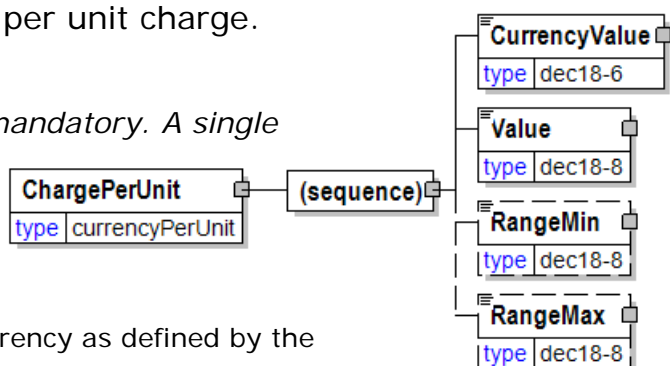 per unit charge.
CurrencyValue
type dec18-6
mandatory. A single
Value
type dec18-8
ChargePerUnit
type currencyPerUnit
(sequence)
RangeMin
type dec18-8
RangeMax
type dec18-8
rency as defined by the